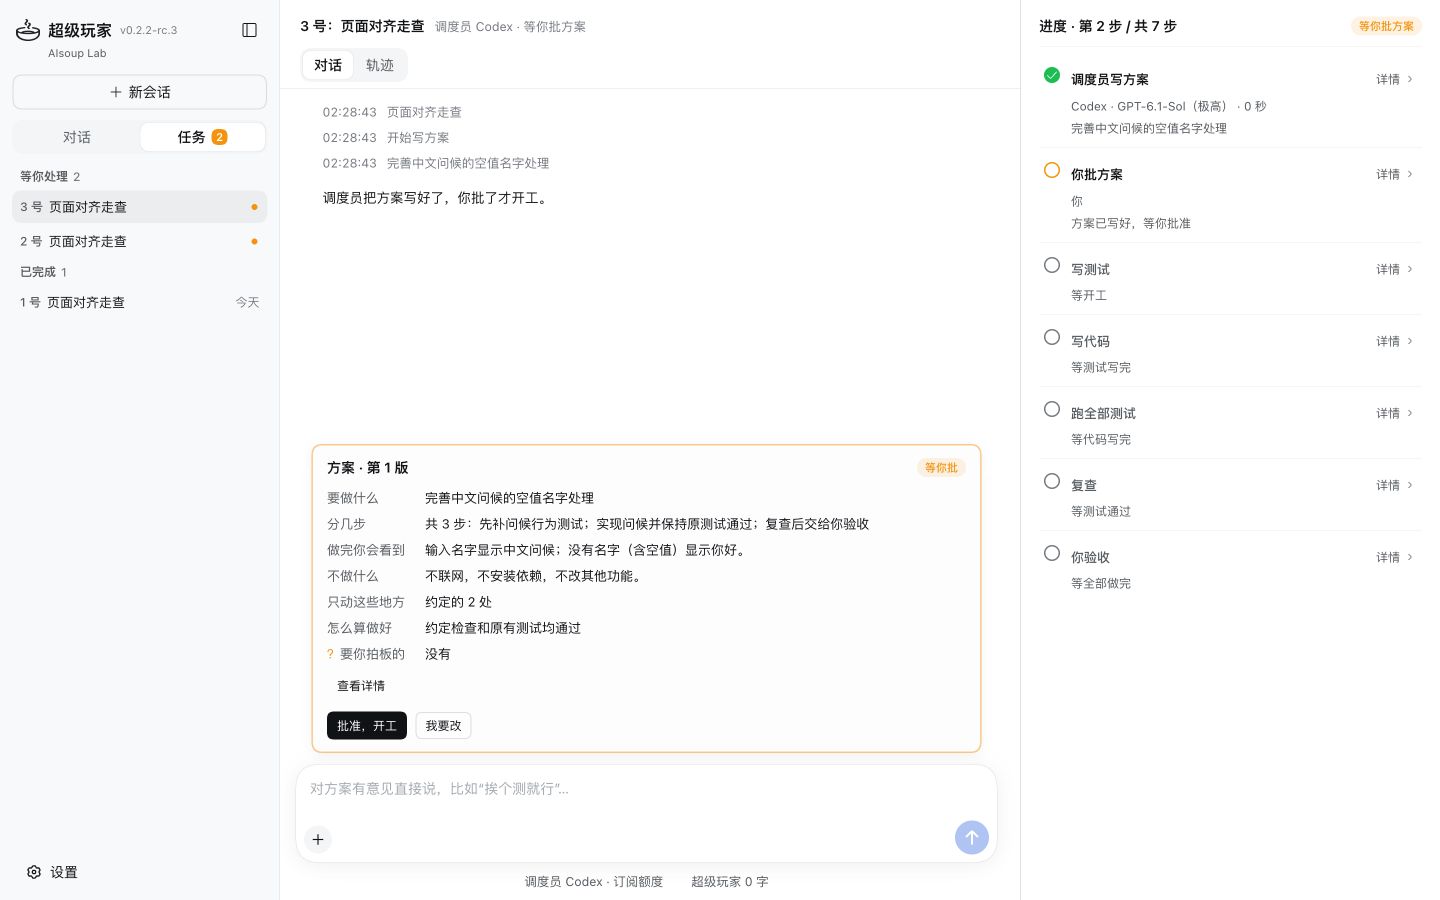 超级玩家 v0.2.2-rc.3
AIsoup Lab
新会话
对话 任务 2
等你处理 2
3 号 页面对齐走查
2 号 页面对齐走查
已完成 1
1 号 页面对齐走查 今天
设置
3 号：页面对齐走查 调度员 Codex · 等你批方案
对话 轨迹
02:28:43 页面对齐走查
02:28:43 开始写方案
02:28:43 完善中文问候的空值名字处理
调度员把方案写好了，你批了才开工。
方案 · 第 1 版 等你批
要做什么 完善中文问候的空值名字处理
分几步 共 3 步：先补问候行为测试；实现问候并保持原测试通过；复查后交给你验收
做完你会看到 输入名字显示中文问候；没有名字（含空值）显示你好。
不做什么 不联网，不安装依赖，不改其他功能。
只动这些地方 约定的 2 处
怎么算做好 约定检查和原有测试均通过
? 要你拍板的 没有
查看详情
批准，开工 我要改
对方案有意见直接说，比如“挨个测就行”...
调度员 Codex · 订阅额度 超级玩家 0 字
进度 · 第 2 步 / 共 7 步 等你批方案
调度员写方案 详情
Codex · GPT-6.1-Sol（极高） · 0 秒
完善中文问候的空值名字处理
你批方案 详情
你
方案已写好，等你批准
写测试 详情
等开工
写代码 详情
等测试写完
跑全部测试 详情
等代码写完
复查 详情
等测试通过
你验收 详情
等全部做完